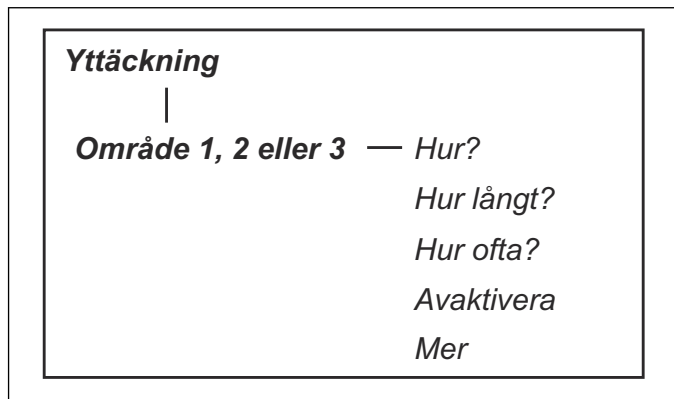 Yttäckning
Område 1, 2 eller 3 — Hur?
Hur långt?
Hur ofta?
Avaktivera
Mer